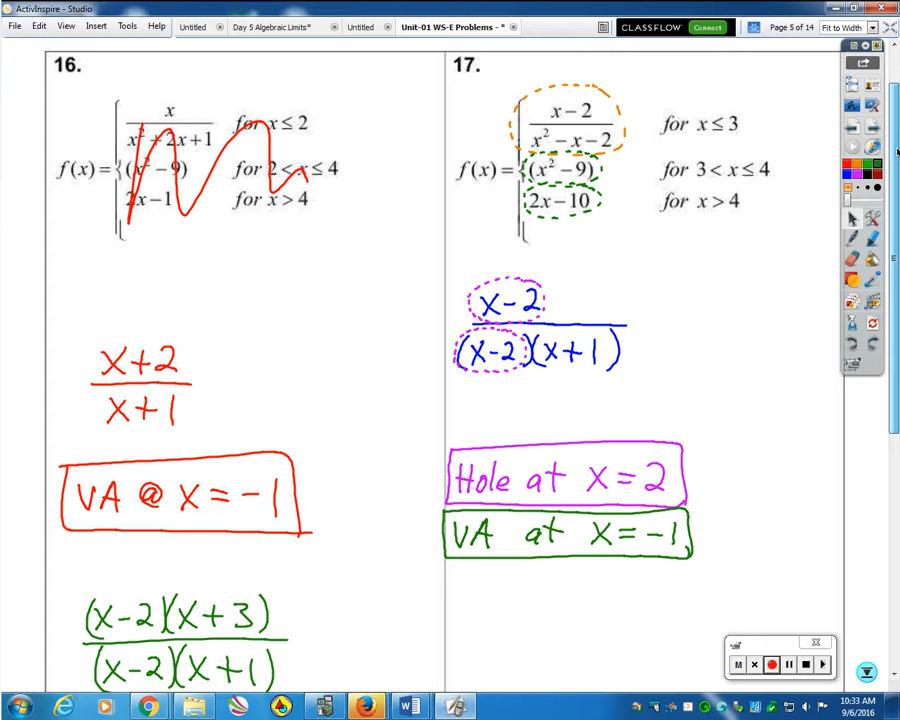 ActivInspire - Studio
File Edit View Insert Tools Help
Untitled
Day 5 Algebraic Limits*
Untitled
Unit-01 WS-E Problems - *
CLASSFLOW Connect
Page 5 of 14
Fit to Width
16.
x
x² + 2x + 1 for x ≤ 2
f(x) = { (x² − 9) for 2 < x ≤ 4
2x − 1 for x > 4
x+2
x+1
VA @ x = −1
(x−2)(x+3)
(x−2)(x+1)
17.
x − 2
x² − x − 2 for x ≤ 3
f(x) = { (x² − 9) for 3 < x ≤ 4
2x − 10 for x > 4
x−2
(x−2)(x+1)
Hole at x = 2
VA at x = −1
M
10:33 AM
9/6/2016